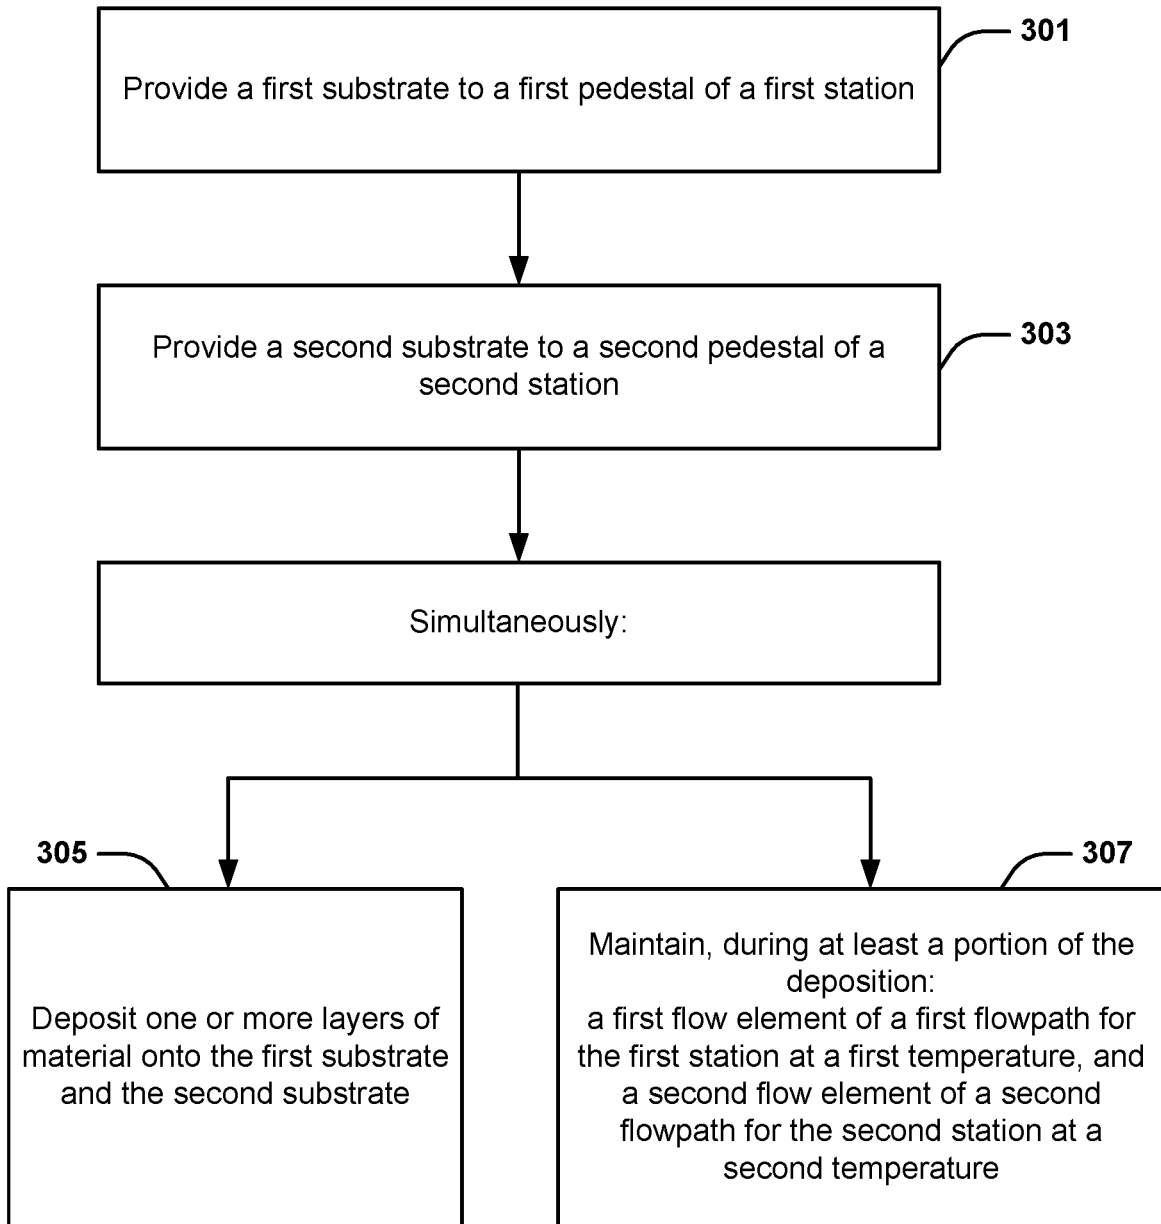 301
Provide a first substrate to a first pedestal of a first station
303
Provide a second substrate to a second pedestal of a
second station
Simultaneously:
305
307
Deposit one or more layers of
material onto the first substrate
and the second substrate
Maintain, during at least a portion of the
deposition:
a first flow element of a first flowpath for
the first station at a first temperature, and
a second flow element of a second
flowpath for the second station at a
second temperature